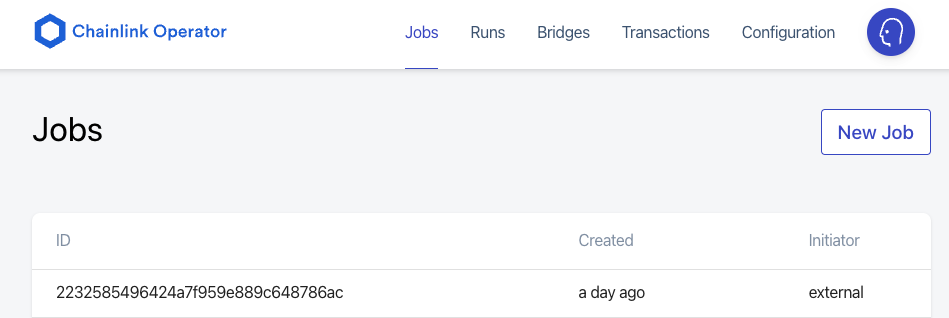 Chainlink Operator Jobs Runs Bridges Transactions Configuration
Jobs New Job
ID Created Initiator
2232585496424a7f959e889c648786ac a day ago external